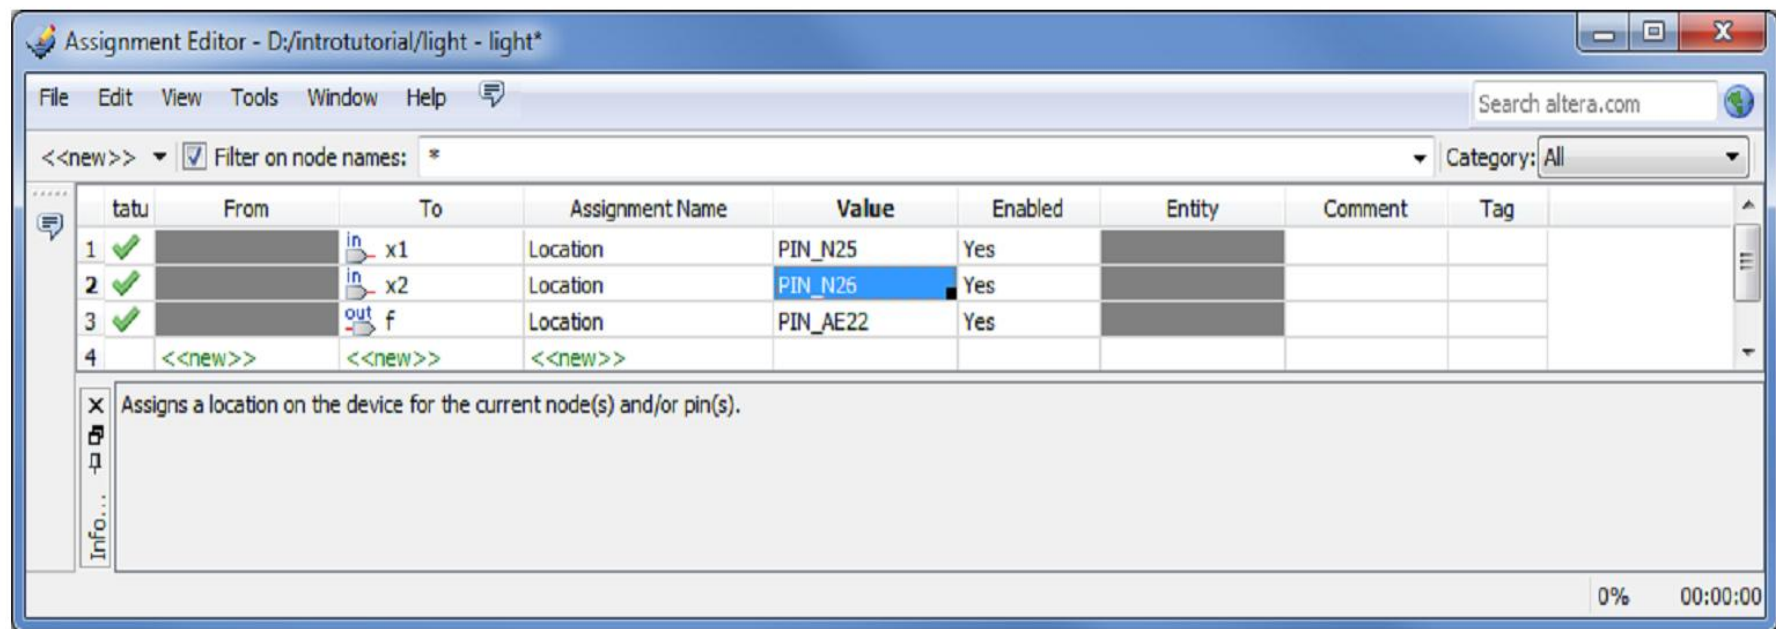 Assignment Editor - D:/introtutorial/light - light*
File Edit View Tools Window Help Search altera.com
<<new>> Filter on node names: * Category: All
tatu From To Assignment Name Value Enabled Entity Comment Tag
1 in x1 Location PIN_N25 Yes
2 in x2 Location PIN_N26 Yes
3 out f Location PIN_AE22 Yes
4 <<new>> <<new>> <<new>>
Assigns a location on the device for the current node(s) and/or pin(s).
Info...
0% 00:00:00